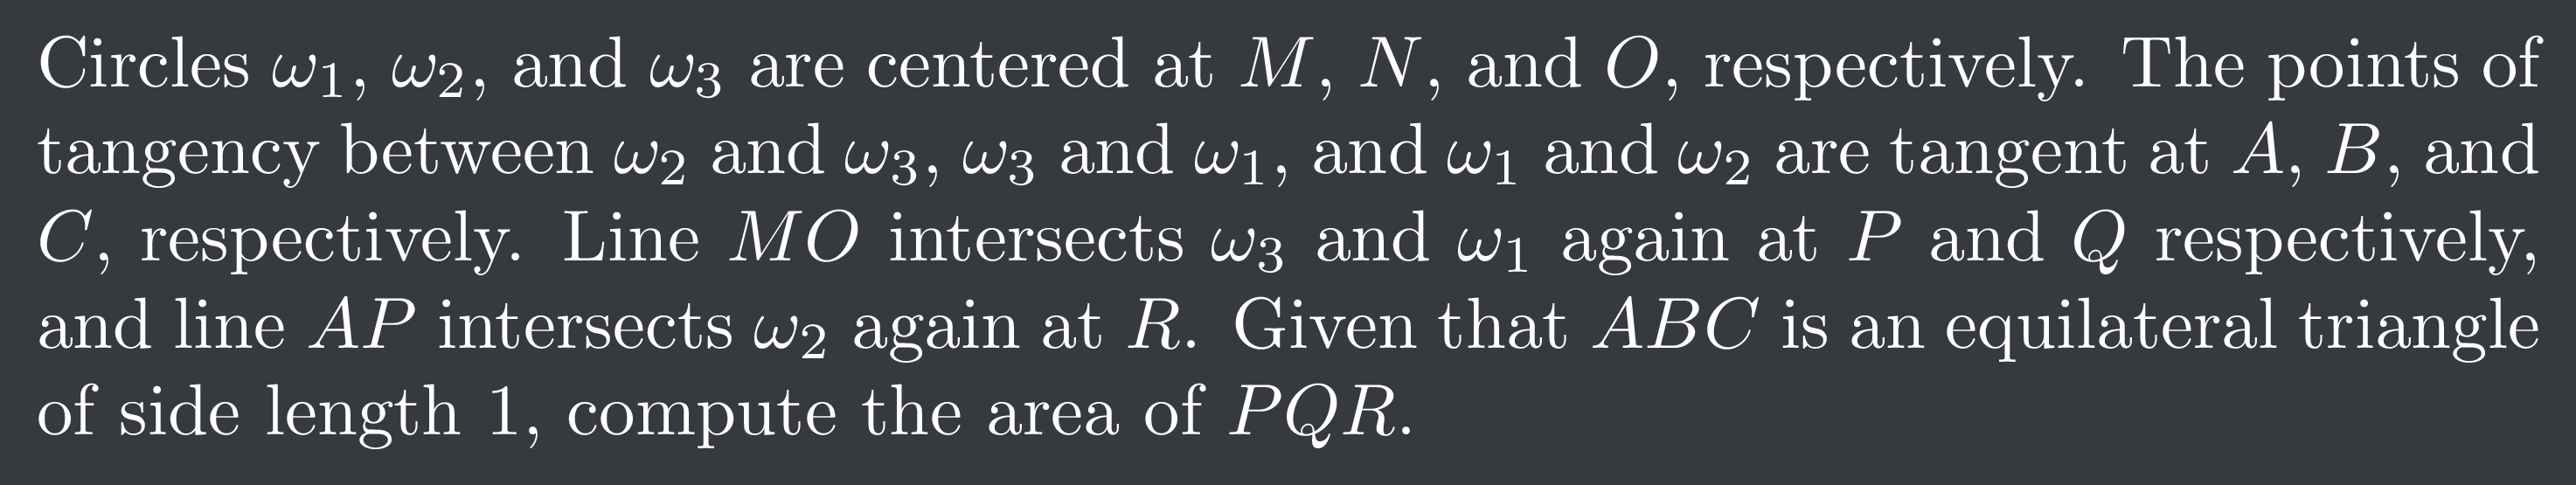 Circles ω₁, ω₂, and ω₃ are centered at M, N, and O, respectively. The points of
tangency between ω₂ and ω₃, ω₃ and ω₁, and ω₁ and ω₂ are tangent at A, B, and
C, respectively. Line MO intersects ω₃ and ω₁ again at P and Q respectively,
and line AP intersects ω₂ again at R. Given that ABC is an equilateral triangle
of side length 1, compute the area of PQR.